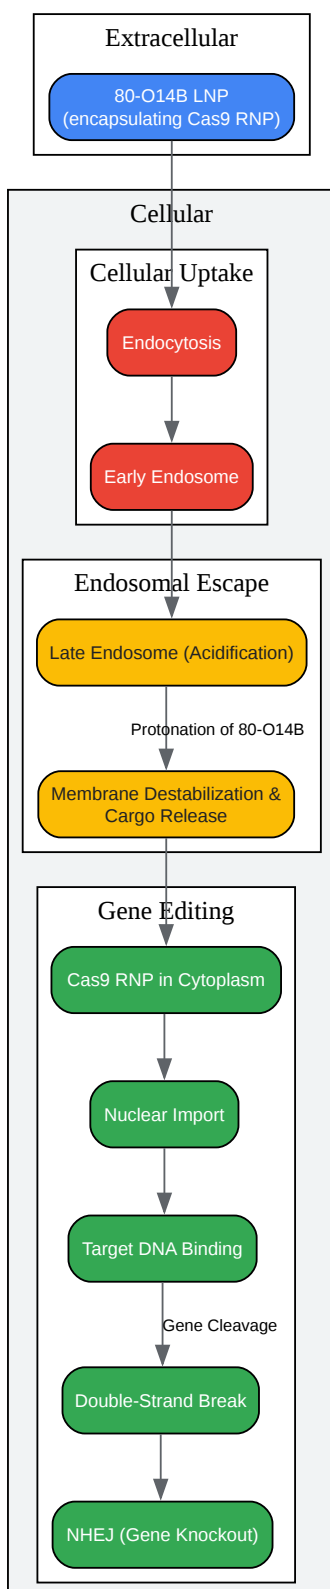 Extracellular
80-O14B LNP
(encapsulating Cas9 RNP)
Cellular
Cellular Uptake
Endocytosis
Early Endosome
Endosomal Escape
Late Endosome (Acidification)
Protonation of 80-O14B
Membrane Destabilization &
Cargo Release
Gene Editing
Cas9 RNP in Cytoplasm
Nuclear Import
Target DNA Binding
Gene Cleavage
Double-Strand Break
NHEJ (Gene Knockout)